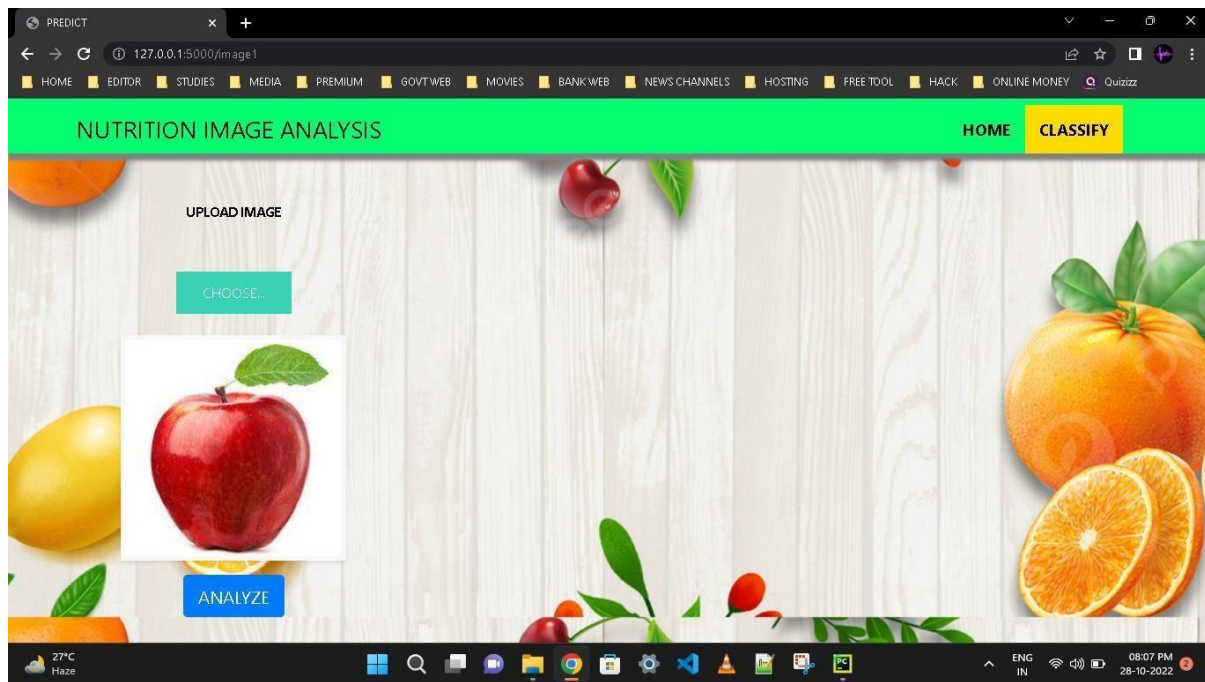 PREDICT
127.0.0.1:5000/image1
HOME EDITOR STUDIES MEDIA PREMIUM GOVT WEB MOVIES BANK WEB NEWS CHANNELS HOSTING FREE TOOL HACK ONLINE MONEY Quizizz
NUTRITION IMAGE ANALYSIS HOME CLASSIFY
UPLOAD IMAGE
CHOOSE...
ANALYZE
27°C
Haze
ENG
IN
08:07 PM
28-10-2022
2